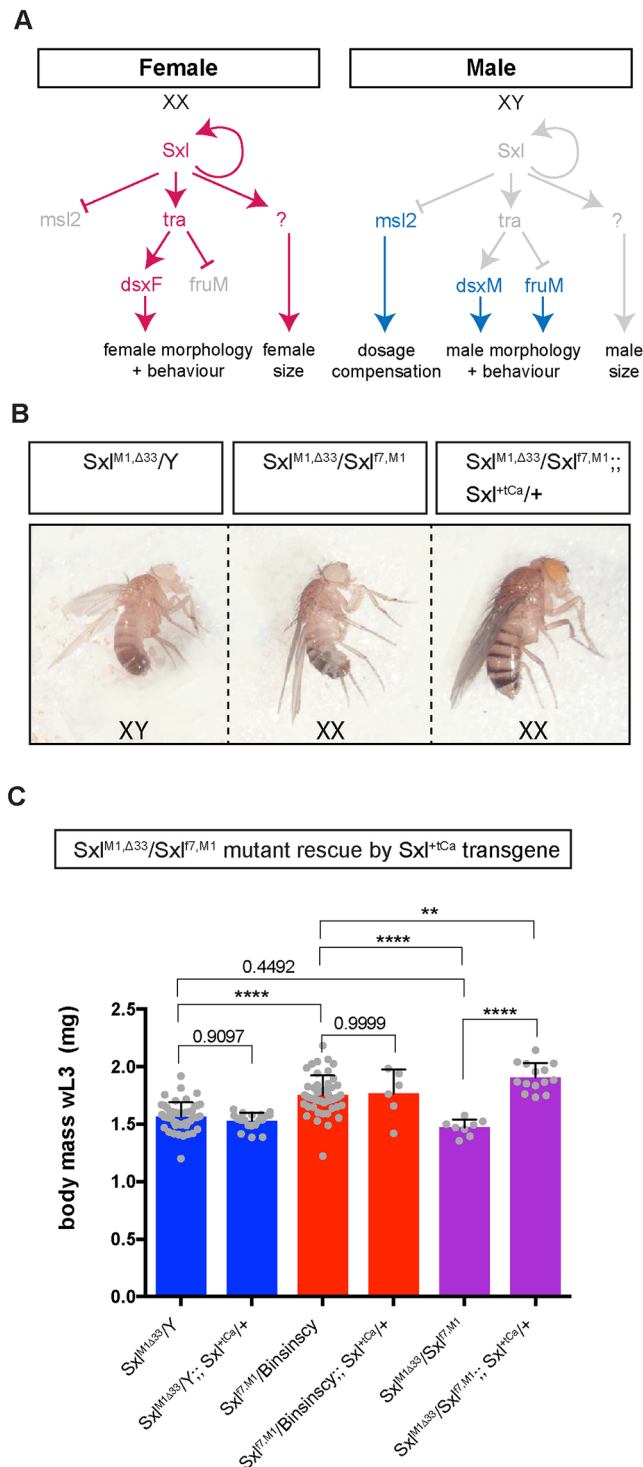 A
Female
Male
XX
XY
Sxl
Sxl
msl2
tra
?
msl2
tra
?
dsxF
fruM
dsxM
fruM
female morphology
+ behaviour
female
size
dosage
compensation
male morphology
+ behaviour
male
size
B
Sxl^M1,Δ33/Y
Sxl^M1,Δ33/Sxl^f7,M1
Sxl^M1,Δ33/Sxl^f7,M1;;
Sxl^+tCa/+
XY
XX
XX
C
Sxl^M1,Δ33/Sxl^f7,M1 mutant rescue by Sxl^+tCa transgene
**
****
0.4492
****
****
0.9097
0.9999
2.5
2.0
1.5
1.0
0.5
0.0
body mass wL3 (mg)
Sxl^M1Δ33/Y
Sxl^M1Δ33/Y;; Sxl^+tCa/+
Sxl^f7,M1/Binsinscy
Sxl^f7,M1/Binsinscy;; Sxl^+tCa/+
Sxl^M1Δ33/Sxl^f7,M1
Sxl^M1Δ33/Sxl^f7,M1;; Sxl^+tCa/+